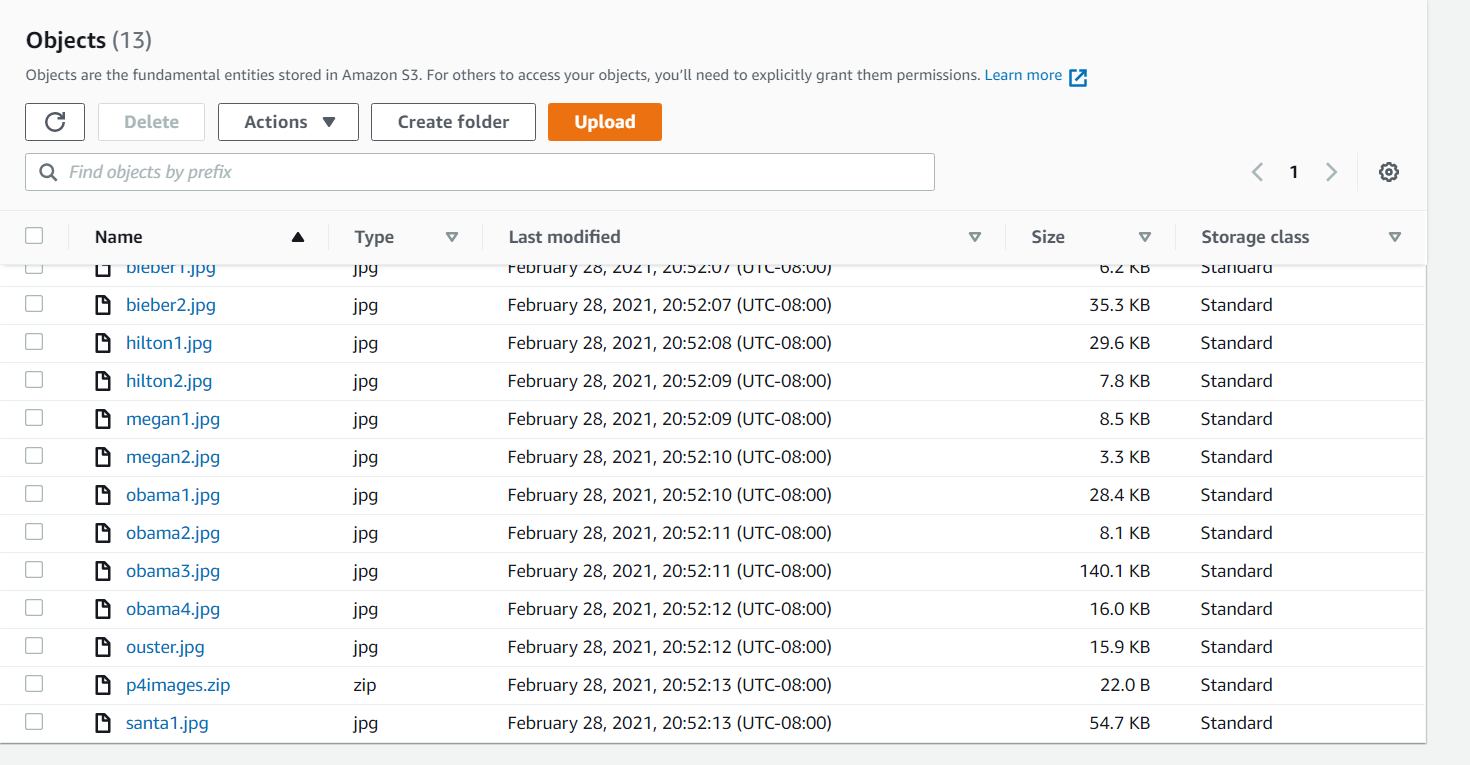 Objects (13)
Objects are the fundamental entities stored in Amazon S3. For others to access your objects, you'll need to explicitly grant them permissions. Learn more
Delete Actions Create folder Upload
Find objects by prefix 1
Name Type Last modified Size Storage class
bieber1.jpg jpg February 28, 2021, 20:52:07 (UTC-08:00) 6.2 KB Standard
bieber2.jpg jpg February 28, 2021, 20:52:07 (UTC-08:00) 35.3 KB Standard
hilton1.jpg jpg February 28, 2021, 20:52:08 (UTC-08:00) 29.6 KB Standard
hilton2.jpg jpg February 28, 2021, 20:52:09 (UTC-08:00) 7.8 KB Standard
megan1.jpg jpg February 28, 2021, 20:52:09 (UTC-08:00) 8.5 KB Standard
megan2.jpg jpg February 28, 2021, 20:52:10 (UTC-08:00) 3.3 KB Standard
obama1.jpg jpg February 28, 2021, 20:52:10 (UTC-08:00) 28.4 KB Standard
obama2.jpg jpg February 28, 2021, 20:52:11 (UTC-08:00) 8.1 KB Standard
obama3.jpg jpg February 28, 2021, 20:52:11 (UTC-08:00) 140.1 KB Standard
obama4.jpg jpg February 28, 2021, 20:52:12 (UTC-08:00) 16.0 KB Standard
ouster.jpg jpg February 28, 2021, 20:52:12 (UTC-08:00) 15.9 KB Standard
p4images.zip zip February 28, 2021, 20:52:13 (UTC-08:00) 22.0 B Standard
santa1.jpg jpg February 28, 2021, 20:52:13 (UTC-08:00) 54.7 KB Standard